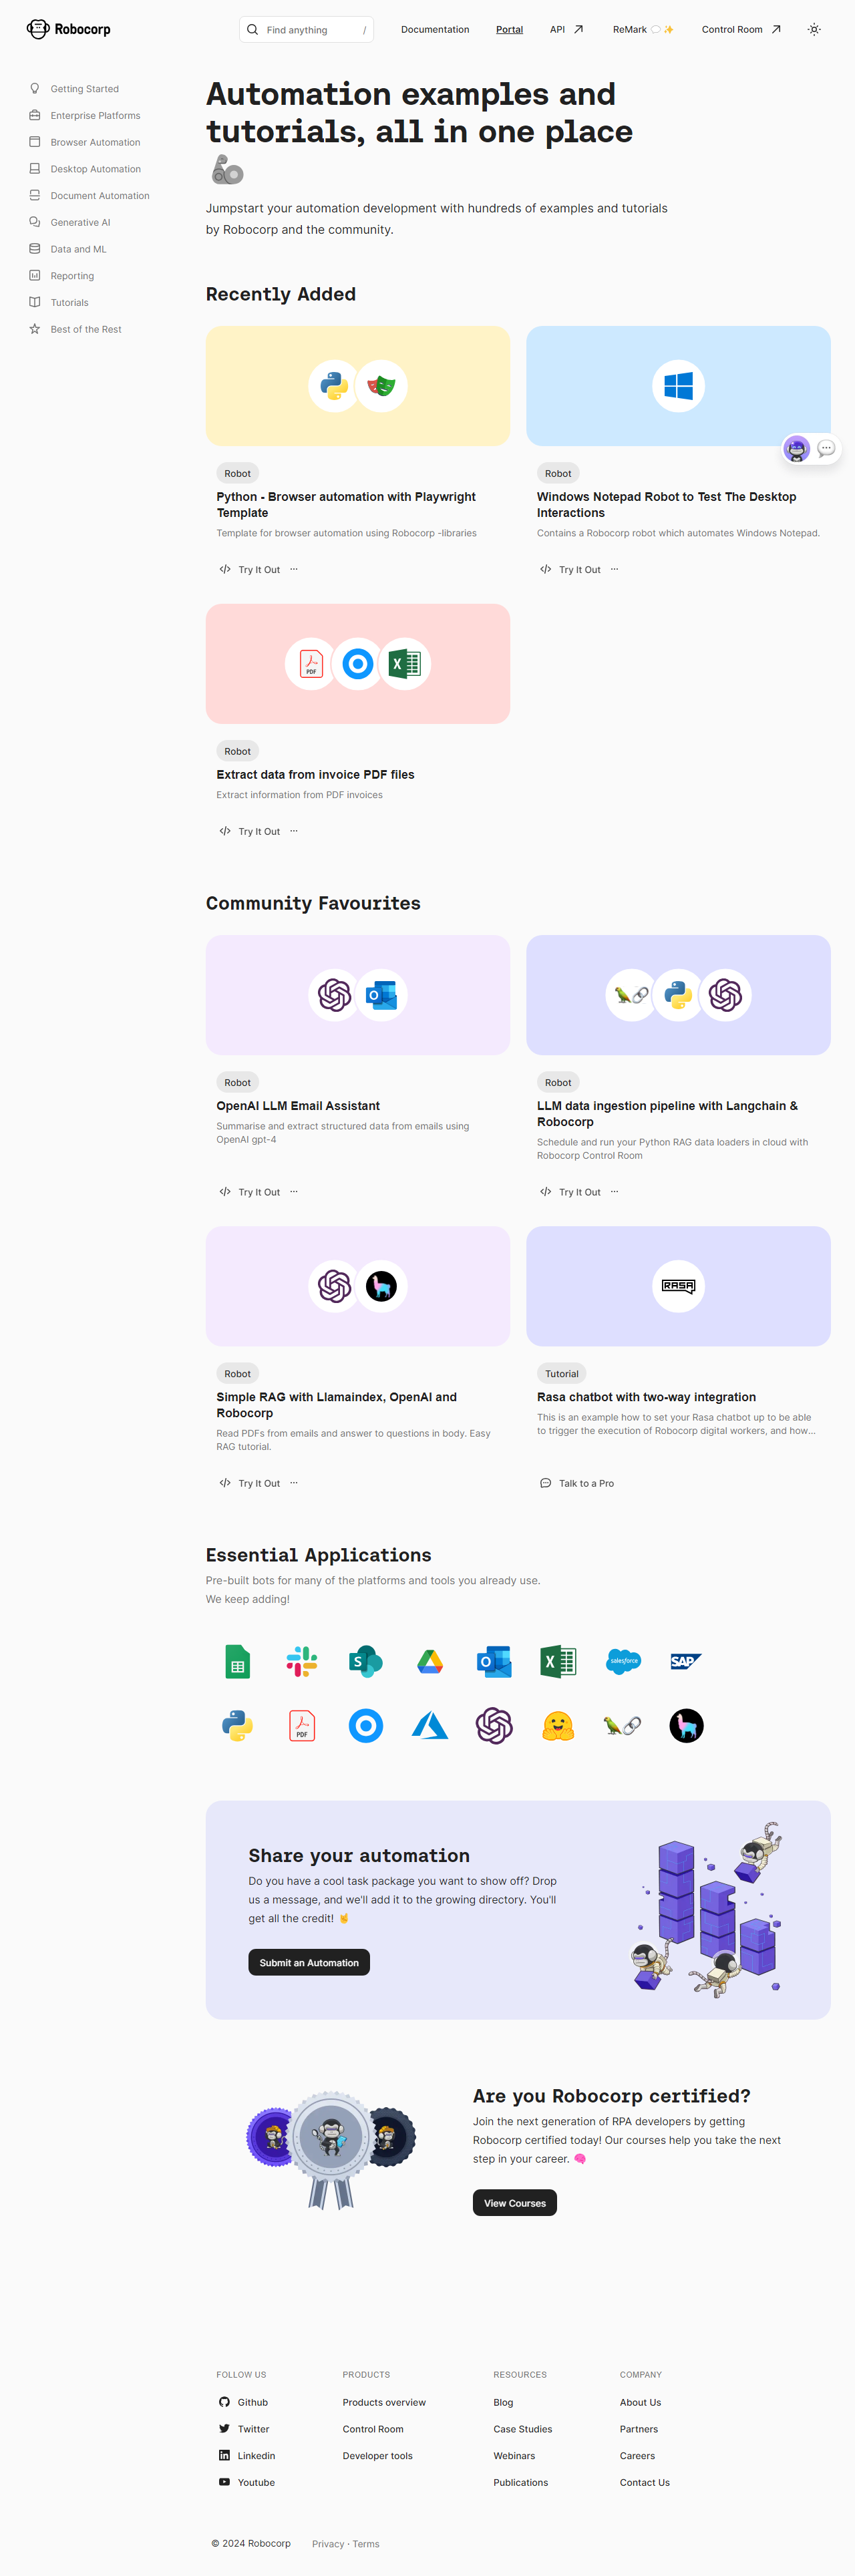 Robocorp
Find anything /
Documentation
Portal
API
ReMark
Control Room
Getting Started
Enterprise Platforms
Browser Automation
Desktop Automation
Document Automation
Generative AI
Data and ML
Reporting
Tutorials
Best of the Rest
Automation examples and
tutorials, all in one place
Jumpstart your automation development with hundreds of examples and tutorials
by Robocorp and the community.
Recently Added
Robot
Python - Browser automation with Playwright
Template
Template for browser automation using Robocorp -libraries
Try It Out ...
Robot
Windows Notepad Robot to Test The Desktop
Interactions
Contains a Robocorp robot which automates Windows Notepad.
Try It Out ...
PDF
X
Robot
Extract data from invoice PDF files
Extract information from PDF invoices
Try It Out ...
Community Favourites
O
Robot
OpenAI LLM Email Assistant
Summarise and extract structured data from emails using
OpenAI gpt-4
Try It Out ...
Robot
LLM data ingestion pipeline with Langchain &
Robocorp
Schedule and run your Python RAG data loaders in cloud with
Robocorp Control Room
Try It Out ...
Robot
Simple RAG with Llamaindex, OpenAI and
Robocorp
Read PDFs from emails and answer to questions in body. Easy
RAG tutorial.
Try It Out ...
RASA
Tutorial
Rasa chatbot with two-way integration
This is an example how to set your Rasa chatbot up to be able
to trigger the execution of Robocorp digital workers, and how...
Talk to a Pro
Essential Applications
Pre-built bots for many of the platforms and tools you already use.
We keep adding!
S
O
X
salesforce
SAP
PDF
Share your automation
Do you have a cool task package you want to show off? Drop
us a message, and we'll add it to the growing directory. You'll
get all the credit! 🤘
Submit an Automation
Are you Robocorp certified?
Join the next generation of RPA developers by getting
Robocorp certified today! Our courses help you take the next
step in your career. 🧠
View Courses
FOLLOW US
Github
Twitter
Linkedin
Youtube
PRODUCTS
Products overview
Control Room
Developer tools
RESOURCES
Blog
Case Studies
Webinars
Publications
COMPANY
About Us
Partners
Careers
Contact Us
© 2024 Robocorp
Privacy · Terms